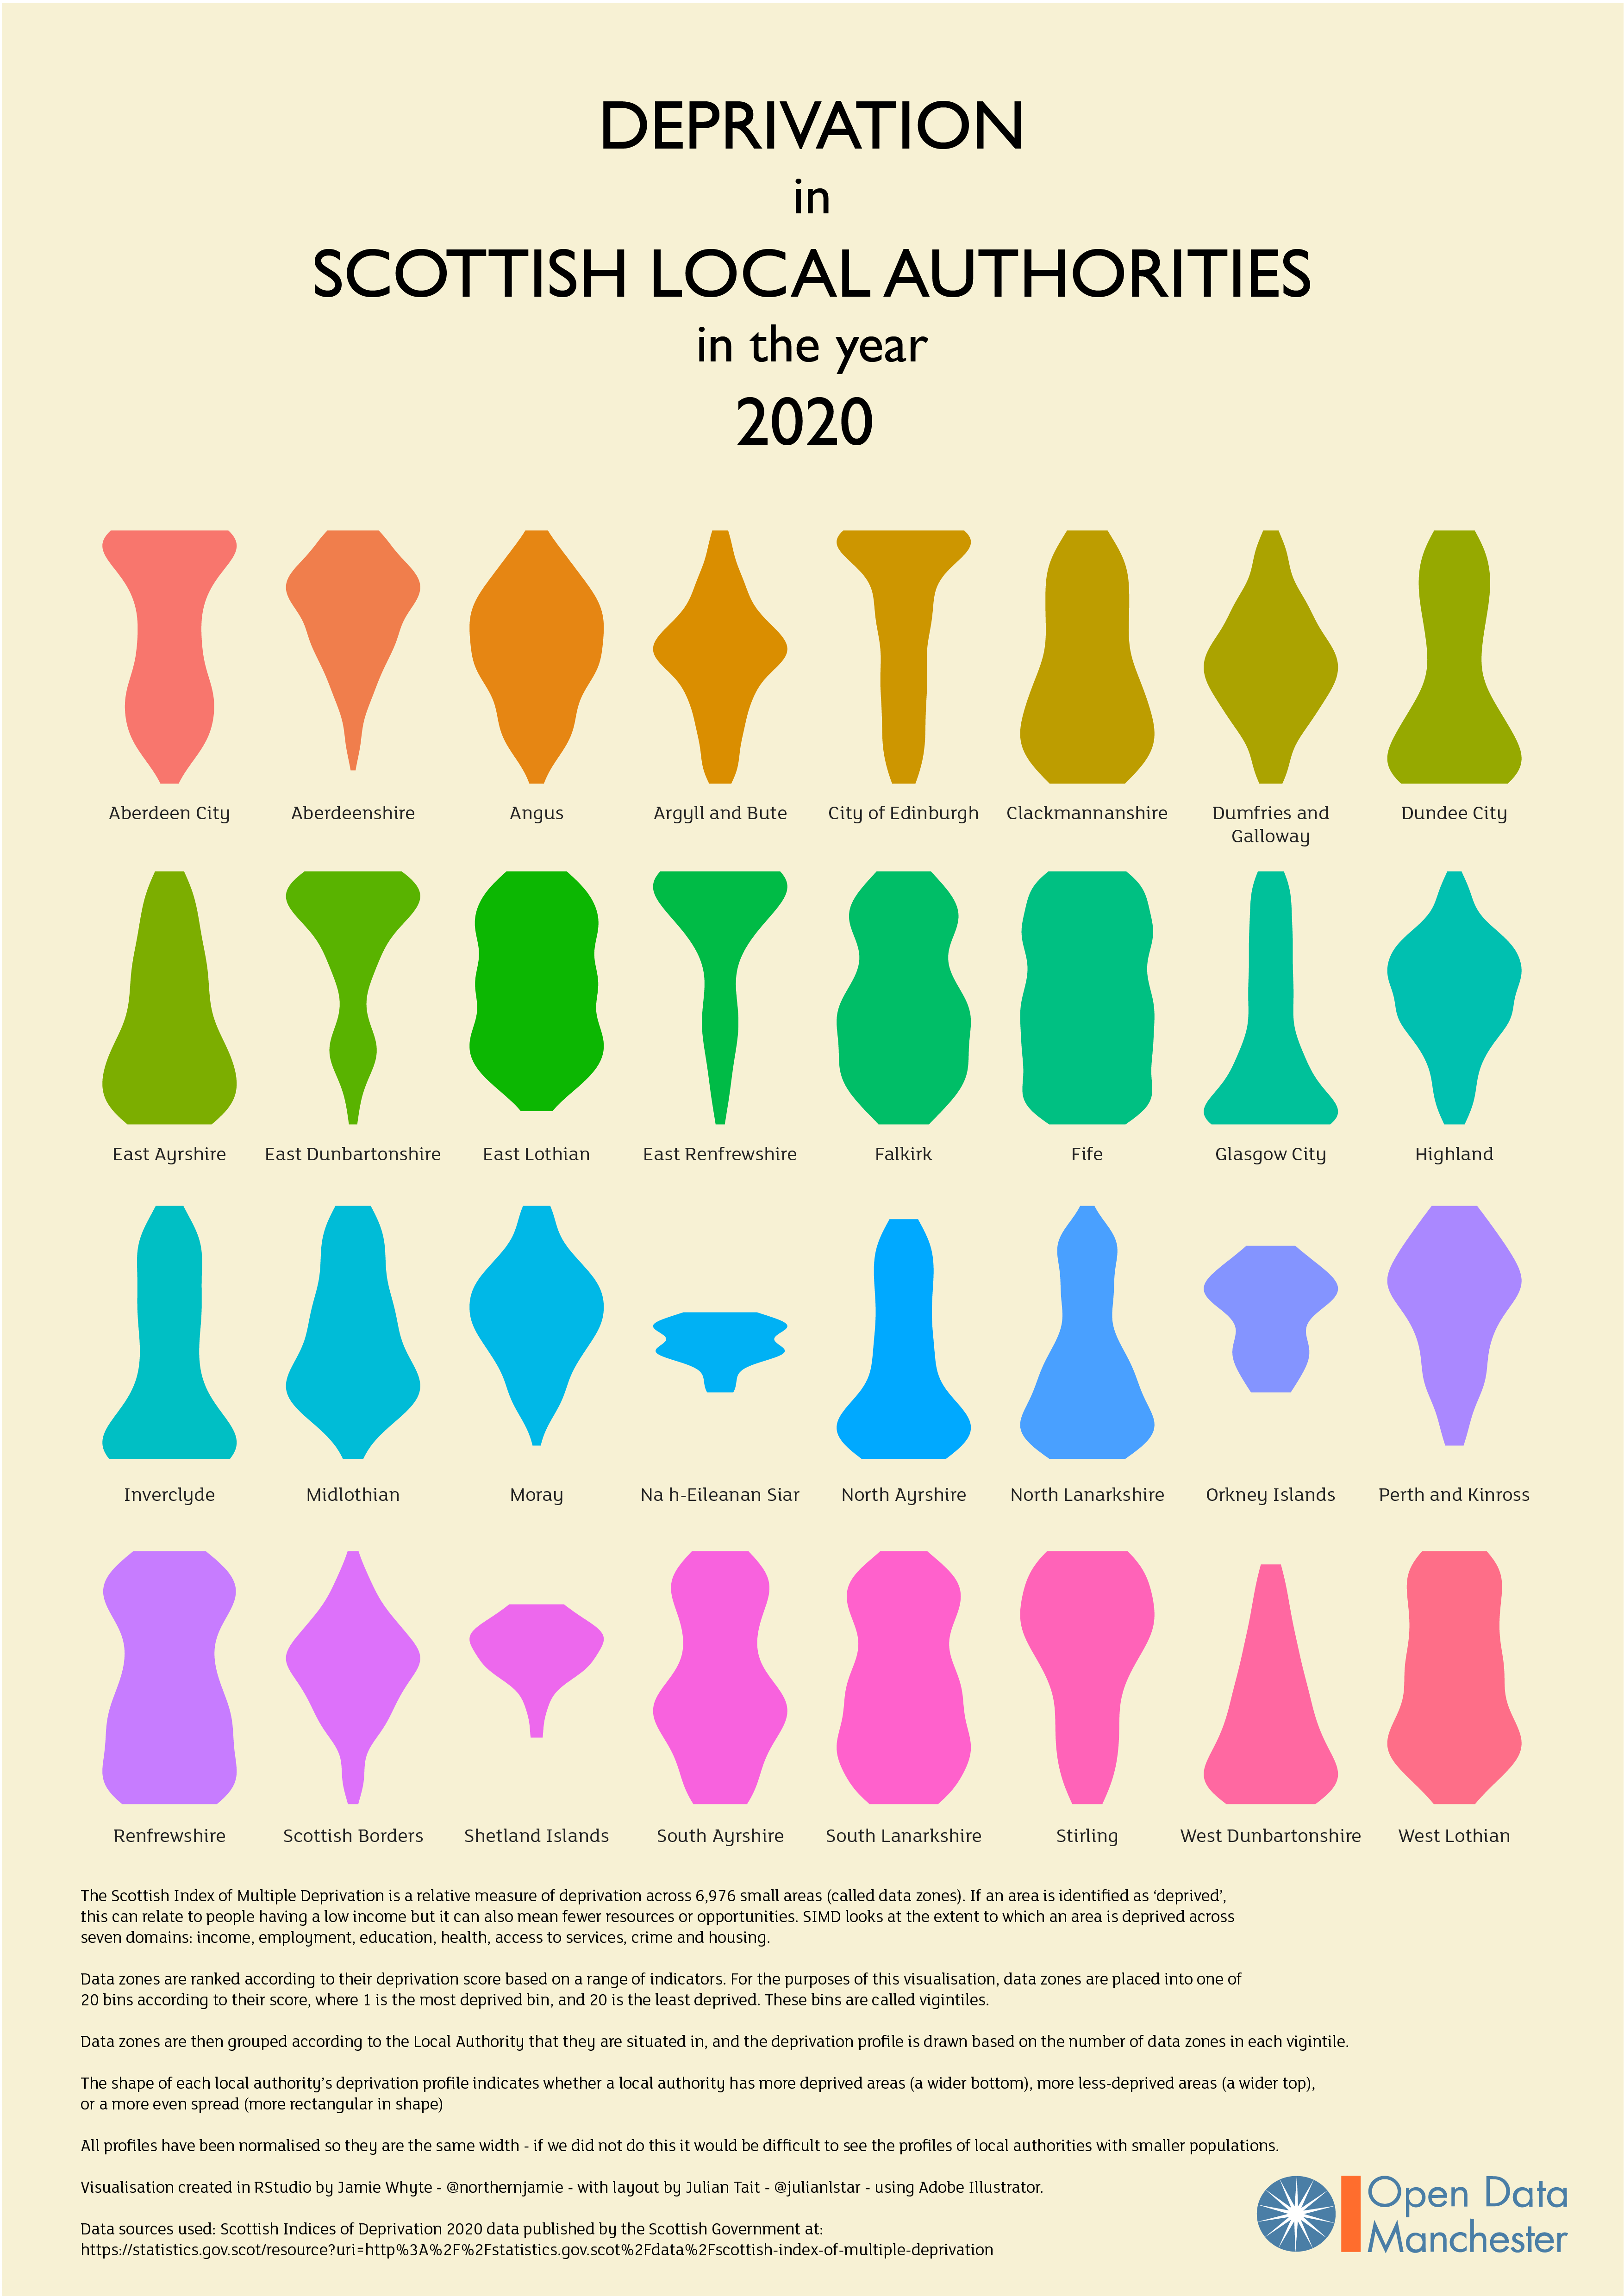 DEPRIVATION
in
SCOTTISH LOCAL AUTHORITIES
in the year
2020
Aberdeen City
Aberdeenshire
Angus
Argyll and Bute
City of Edinburgh
Clackmannanshire
Dumfries and
Galloway
Dundee City
East Ayrshire
East Dunbartonshire
East Lothian
East Renfrewshire
Falkirk
Fife
Glasgow City
Highland
Inverclyde
Midlothian
Moray
Na h-Eileanan Siar
North Ayrshire
North Lanarkshire
Orkney Islands
Perth and Kinross
Renfrewshire
Scottish Borders
Shetland Islands
South Ayrshire
South Lanarkshire
Stirling
West Dunbartonshire
West Lothian
The Scottish Index of Multiple Deprivation is a relative measure of deprivation across 6,976 small areas (called data zones). If an area is identified as ‘deprived’,
this can relate to people having a low income but it can also mean fewer resources or opportunities. SIMD looks at the extent to which an area is deprived across
seven domains: income, employment, education, health, access to services, crime and housing.
Data zones are ranked according to their deprivation score based on a range of indicators. For the purposes of this visualisation, data zones are placed into one of
20 bins according to their score, where 1 is the most deprived bin, and 20 is the least deprived. These bins are called vigintiles.
Data zones are then grouped according to the Local Authority that they are situated in, and the deprivation profile is drawn based on the number of data zones in each vigintile.
The shape of each local authority’s deprivation profile indicates whether a local authority has more deprived areas (a wider bottom), more less-deprived areas (a wider top),
or a more even spread (more rectangular in shape)
All profiles have been normalised so they are the same width - if we did not do this it would be difficult to see the profiles of local authorities with smaller populations.
Visualisation created in RStudio by Jamie Whyte - @northernjamie - with layout by Julian Tait - @julianlstar - using Adobe Illustrator.
Data sources used: Scottish Indices of Deprivation 2020 data published by the Scottish Government at:
https://statistics.gov.scot/resource?uri=http%3A%2F%2Fstatistics.gov.scot%2Fdata%2Fscottish-index-of-multiple-deprivation
Open Data
Manchester